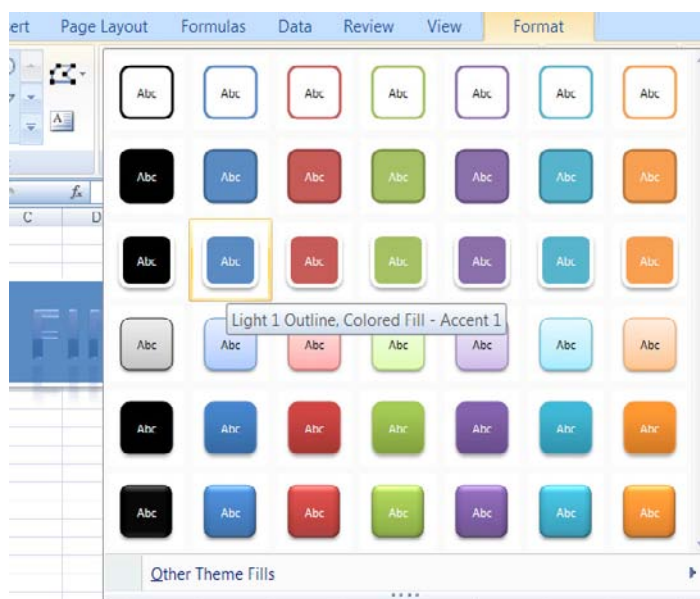 ert Page Layout Formulas Data Review View Format
A
fx
C D
Abc Abc Abc Abc Abc Abc Abc
Abc Abc Abc Abc Abc Abc Abc
Abc Abc Abc Abc Abc Abc Abc
Light 1 Outline, Colored Fill - Accent 1
Abc Abc Abc Abc Abc Abc Abc
Abc Abc Abc Abc Abc Abc Abc
Abc Abc Abc Abc Abc Abc Abc
Other Theme Fills